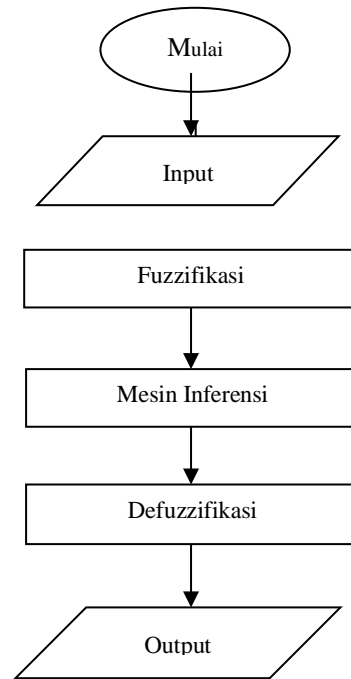 Mulai
Input
Fuzzifikasi
Mesin Inferensi
Defuzzifikasi
Output